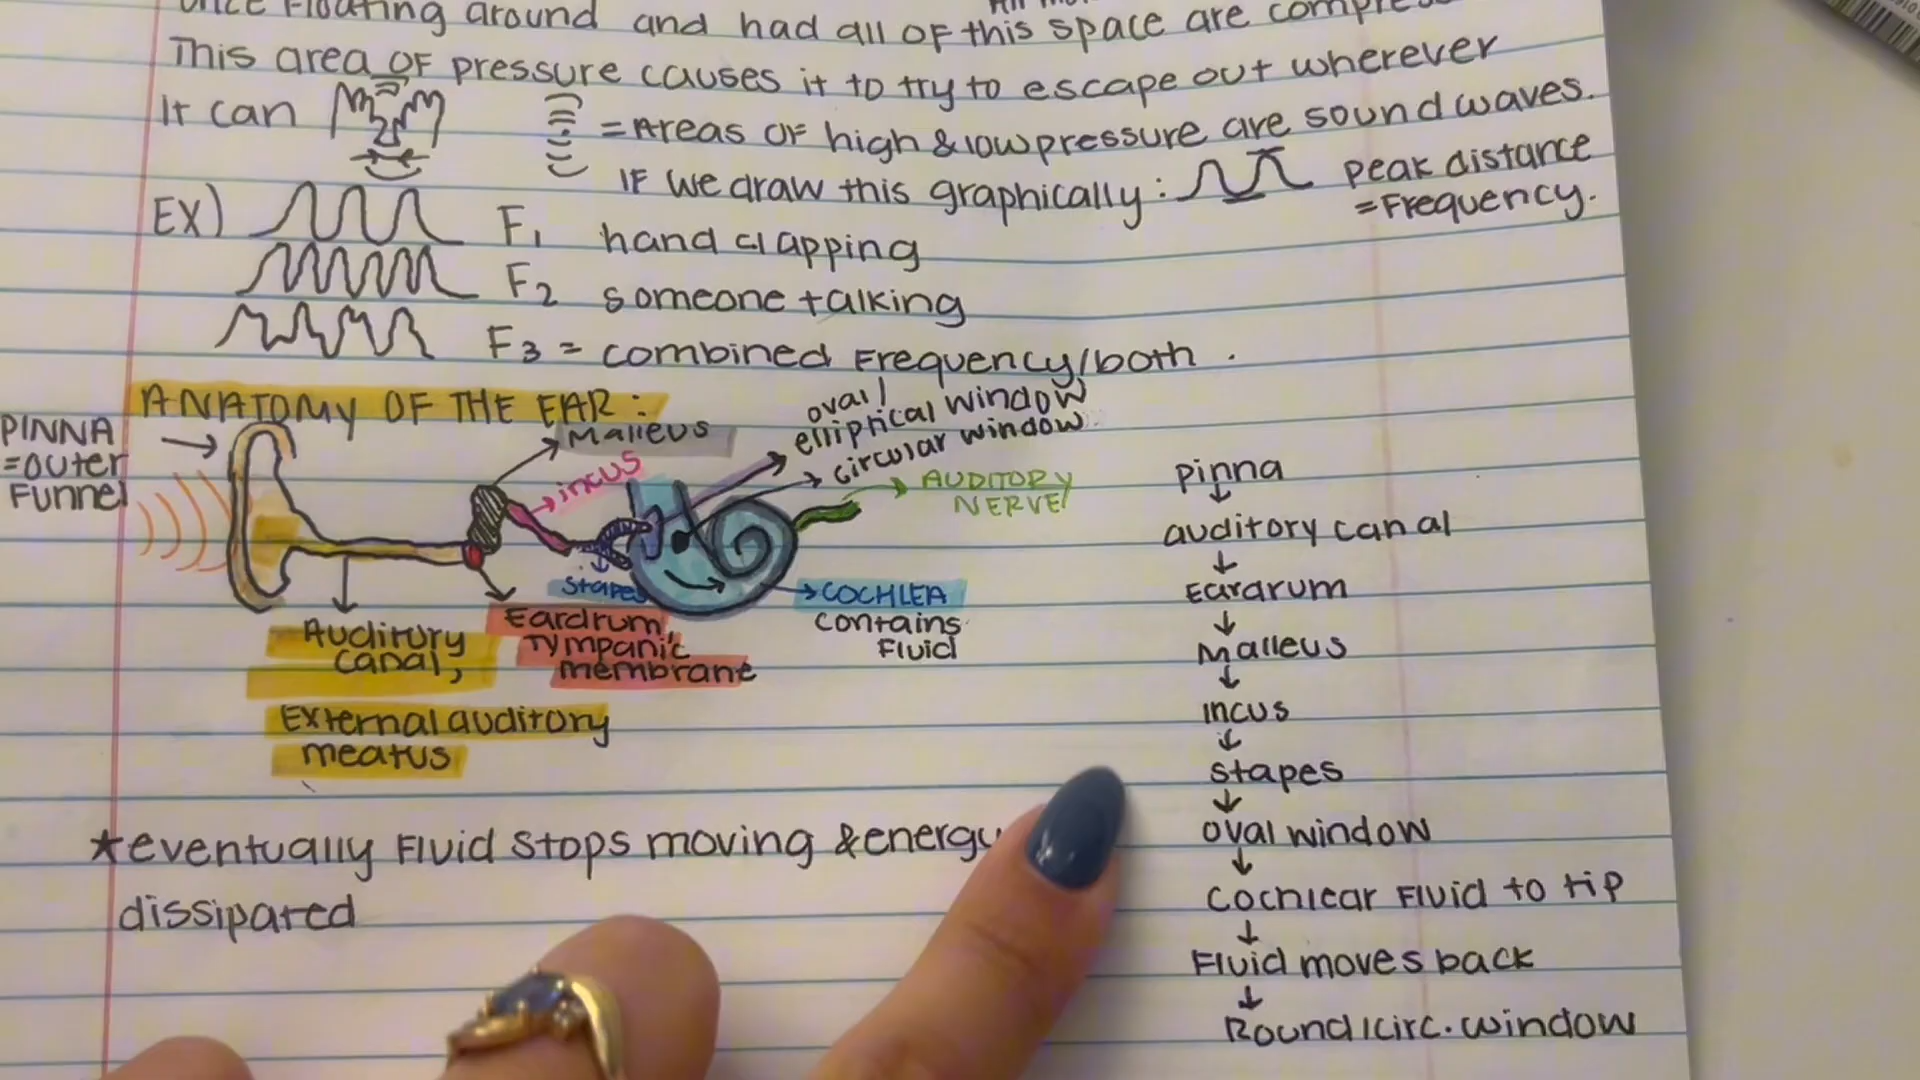 once floating around and had all of this space are
This area of pressure causes it to try to escape out wherever
it can = Areas of high & low pressure are sound waves.
IF we draw this graphically: peak distance
= Frequency.
EX) F1 hand clapping
F2 someone talking
F3 = combined Frequency/both.
ANATOMY OF THE EAR:
PINNA
= outer
Funnel
Malleus
incus
oval/
elliptical window
circular window
AUDITORY
NERVE
stapes
COCHLEA
contains
Fluid
Eardrum,
Tympanic
membrane
Auditory
canal,
External auditory
meatus
pinna
↓
auditory canal
↓
Eardrum
↓
Malleus
↓
incus
↓
stapes
↓
oval window
↓
Cochlear Fluid to tip
↓
Fluid moves back
↓
Round/circ. window
★ eventually Fluid stops moving & energy
dissipated